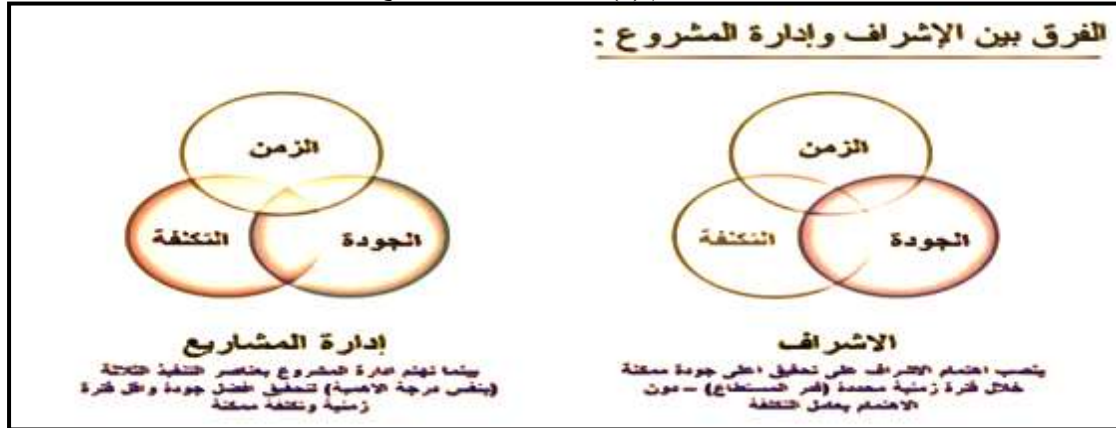 الفرق بين الإشراف وإدارة المشروع :
الزمن
التكلفة
الجودة
الاشراف
ينصب اهتمام الاشراف على تحقيق اعلى جودة ممكنة
خلال فترة زمنية محددة (قدر المستطاع) – دون
الاهتمام بعامل التكلفة
الزمن
التكلفة
الجودة
إدارة المشاريع
بينما تهتم ادارة المشروع بعناصر التنفيذ الثلاثة
(بنفس درجة الاهمية) لتحقيق افضل جودة واقل فترة
زمنية وتكلفة ممكنة